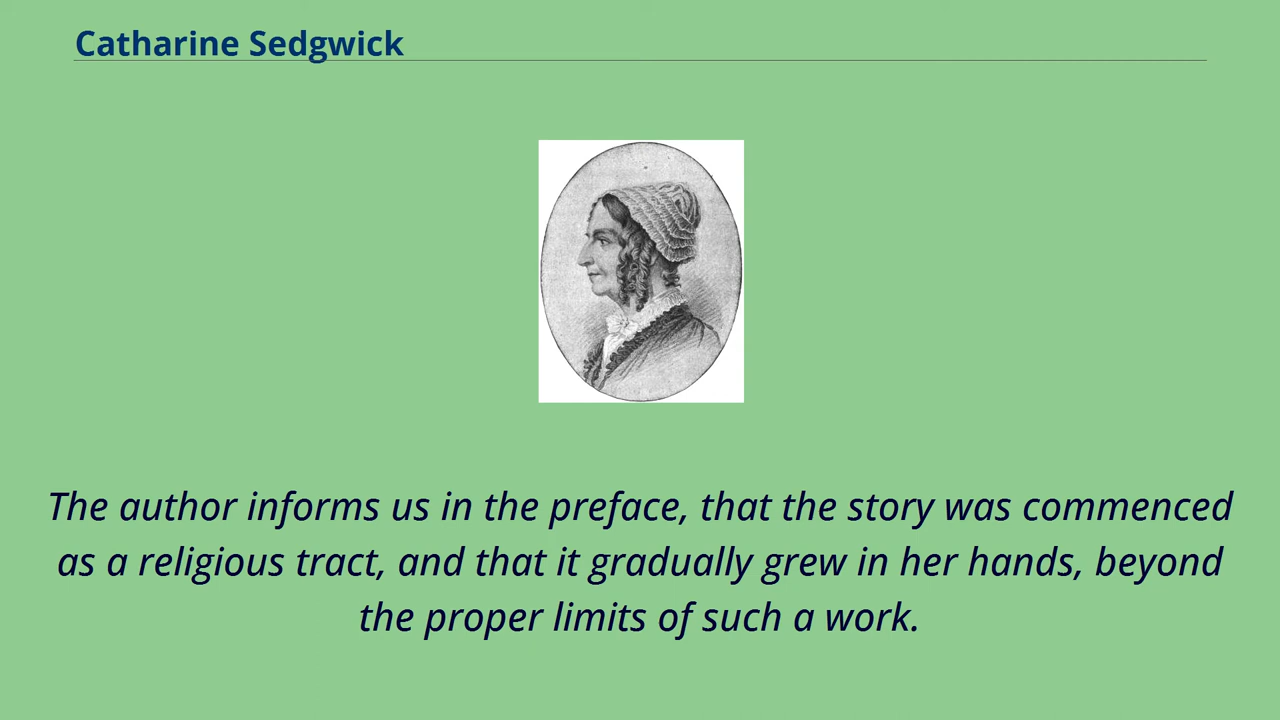 Catharine Sedgwick
The author informs us in the preface, that the story was commenced
as a religious tract, and that it gradually grew in her hands, beyond
the proper limits of such a work.